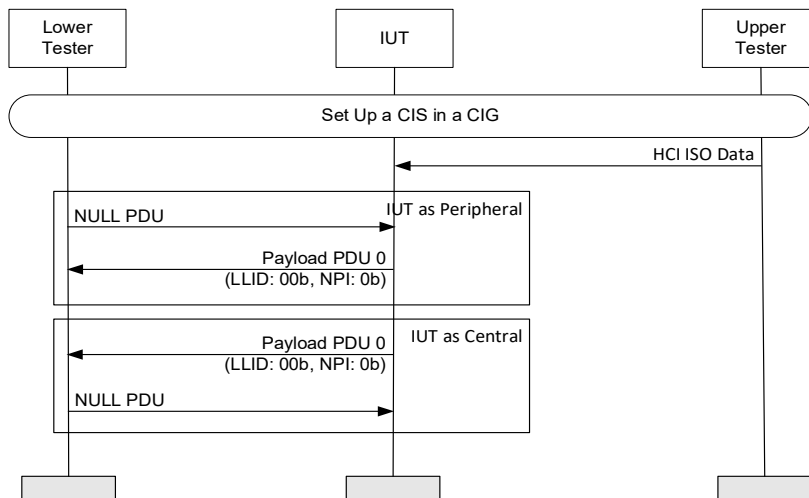 Lower
Tester
IUT
Upper
Tester
Set Up a CIS in a CIG
HCI ISO Data
IUT as Peripheral
NULL PDU
Payload PDU 0
(LLID: 00b, NPI: 0b)
IUT as Central
Payload PDU 0
(LLID: 00b, NPI: 0b)
NULL PDU